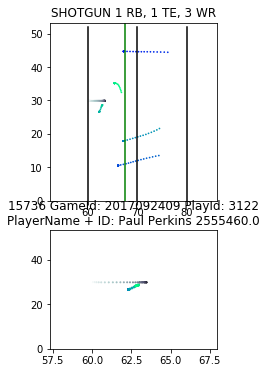 SHOTGUN 1 RB, 1 TE, 3 WR
50
40
30
20
10
0
60 70 80
15736 GameId: 2017092409 PlayId: 3122
PlayerName + ID: Paul Perkins 2555460.0
40
20
0
57.5 60.0 62.5 65.0 67.5